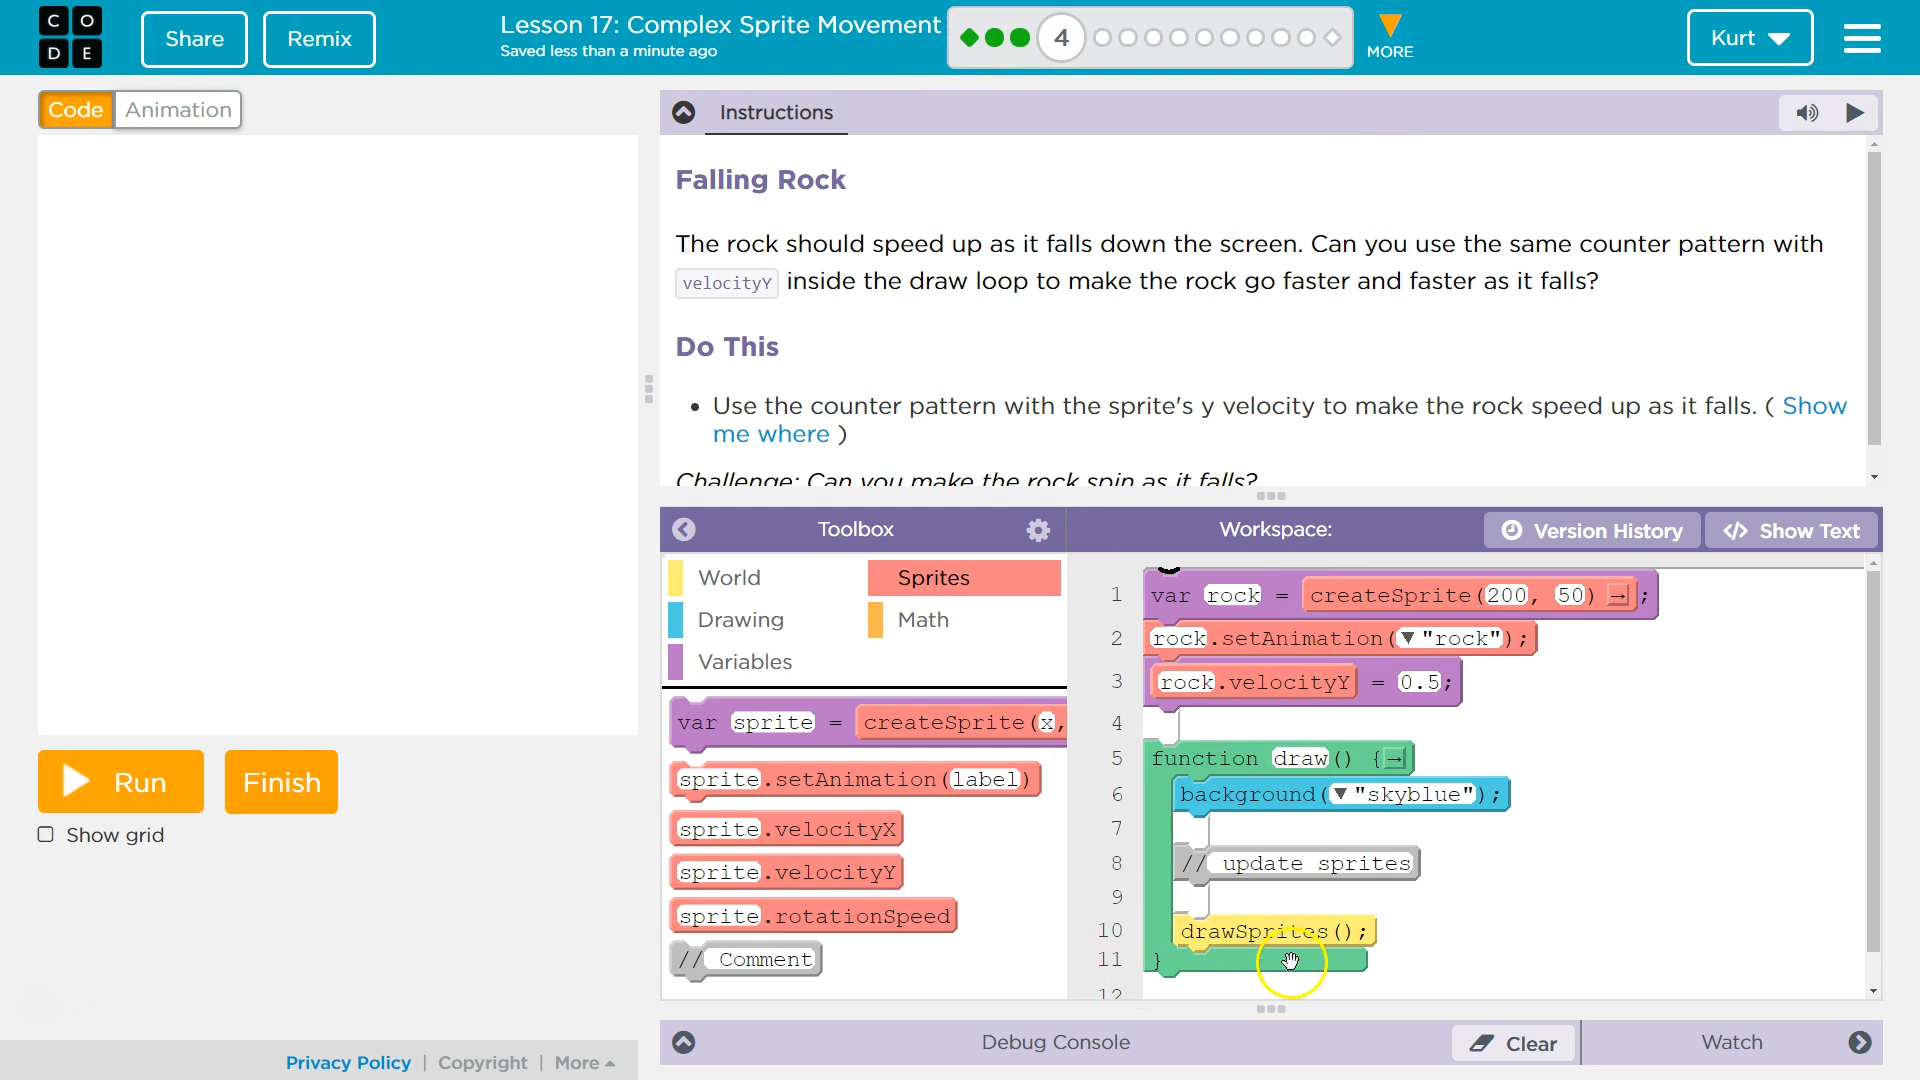 C O
D E
Share
Remix
Lesson 17: Complex Sprite Movement
Saved less than a minute ago
4
MORE
Kurt
Code
Animation
Instructions
Falling Rock
The rock should speed up as it falls down the screen. Can you use the same counter pattern with
velocityY inside the draw loop to make the rock go faster and faster as it falls?
Do This
• Use the counter pattern with the sprite's y velocity to make the rock speed up as it falls. ( Show
me where )
Challenge: Can you make the rock spin as it falls?
Run
Finish
Show grid
Toolbox
World
Sprites
Drawing
Math
Variables
var sprite = createSprite(x,
sprite.setAnimation(label)
sprite.velocityX
sprite.velocityY
sprite.rotationSpeed
// Comment
Workspace:
Version History
</> Show Text
1 var rock = createSprite(200, 50) → ;
2 rock.setAnimation(▼ "rock");
3 rock.velocityY = 0.5;
4
5 function draw() { →
6 background(▼ "skyblue");
7
8 // update sprites
9
10 drawSprites();
11 }
12
Debug Console
Clear
Watch
Privacy Policy | Copyright | More